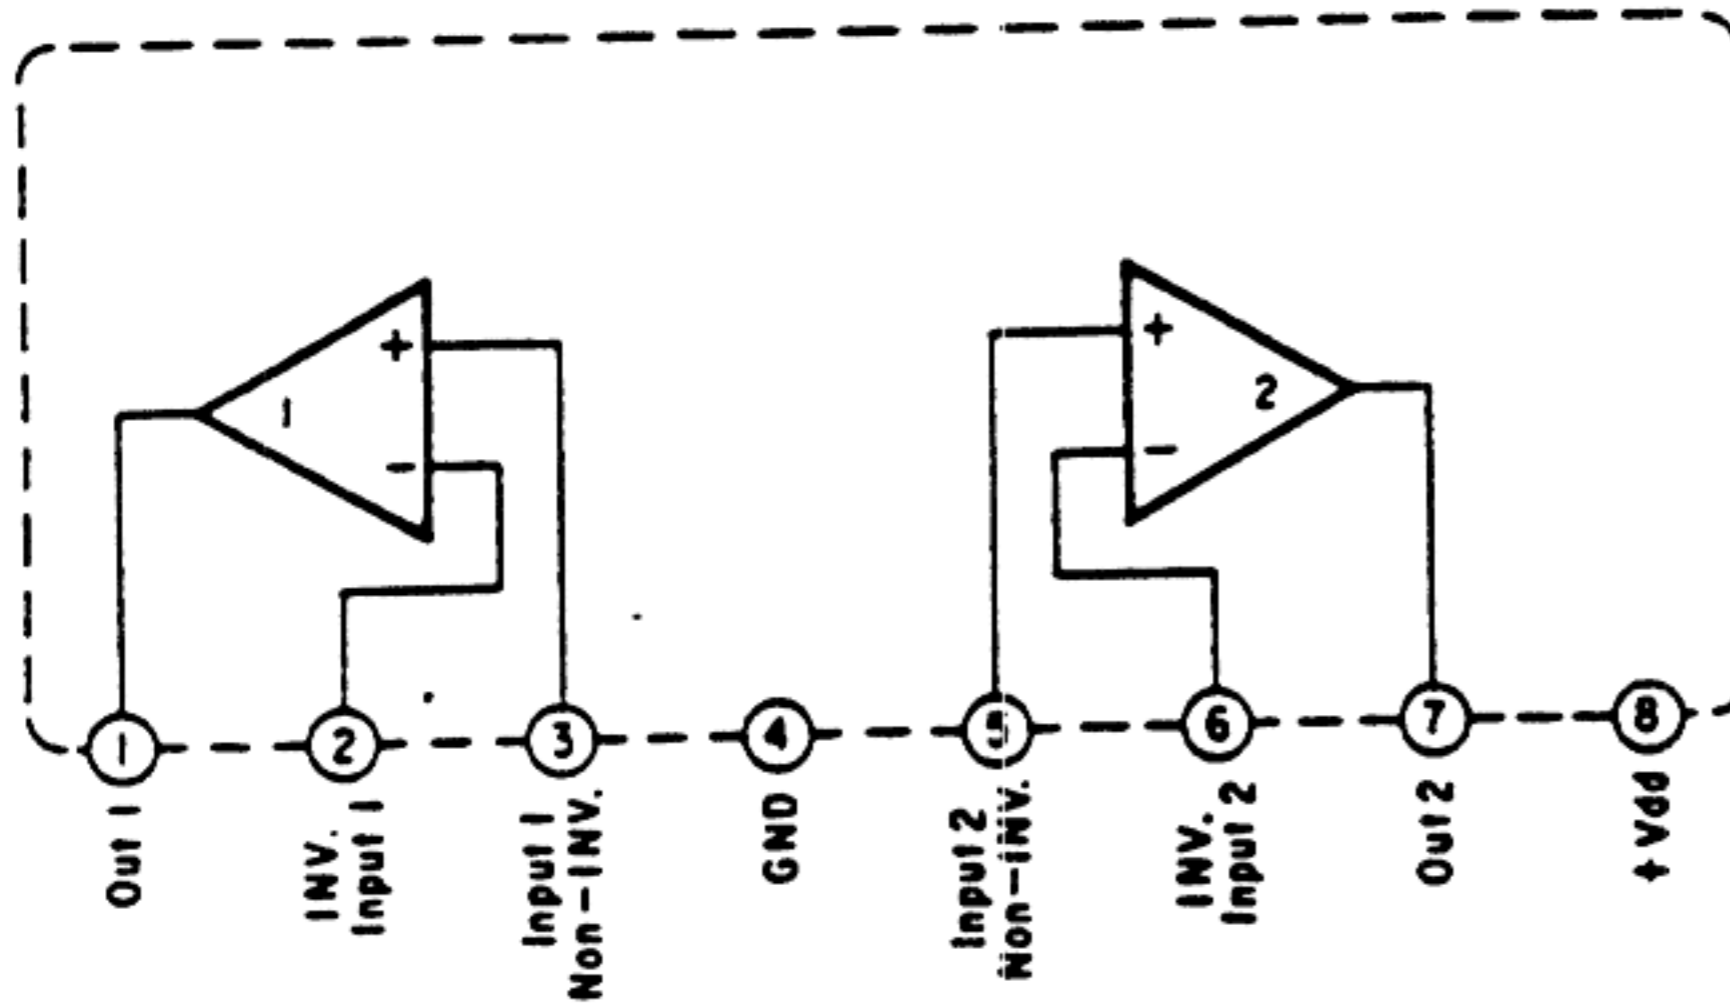 +
1
-
+
2
-
1
2
3
4
5
6
7
8
Out 1
INV.
Input 1
Input 1
Non-INV.
GND
Input 2
Non-INV.
INV.
Input 2
Out 2
+ Vdd